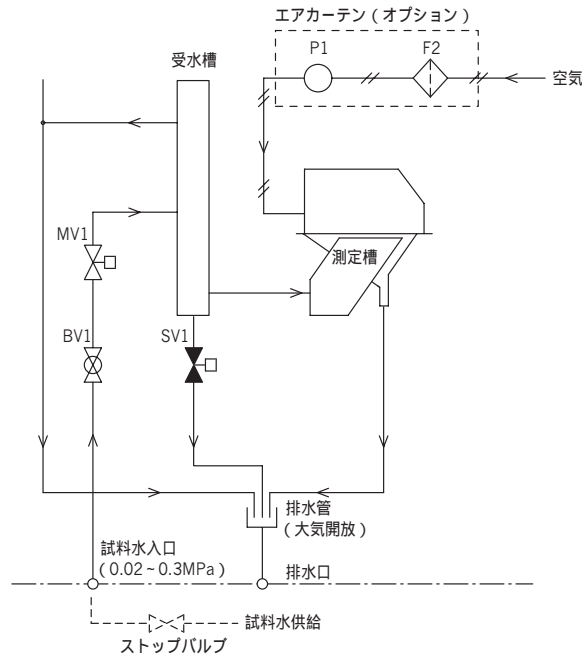 エアカーテン(オプション)
P1
F2
空気
受水槽
MV1
測定槽
BV1
SV1
排水管
(大気開放)
試料水入口
(0.02~0.3MPa)
排水口
試料水供給
ストップバルブ